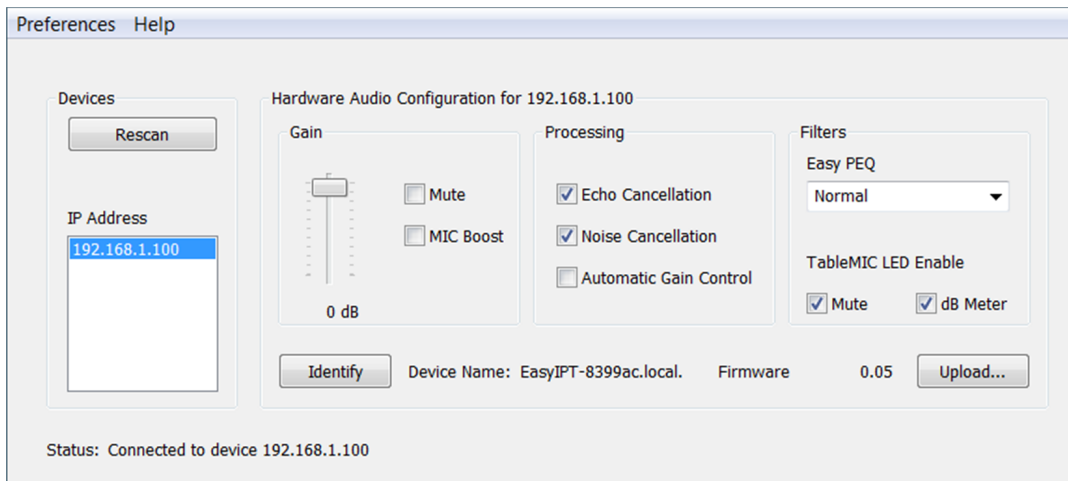 Preferences Help
Devices
Rescan
IP Address
192.168.1.100
Hardware Audio Configuration for 192.168.1.100
Gain
Mute
MIC Boost
0 dB
Processing
Echo Cancellation
Noise Cancellation
Automatic Gain Control
Filters
Easy PEQ
Normal
TableMIC LED Enable
Mute dB Meter
Identify Device Name: EasyIPT-8399ac.local. Firmware 0.05 Upload...
Status: Connected to device 192.168.1.100